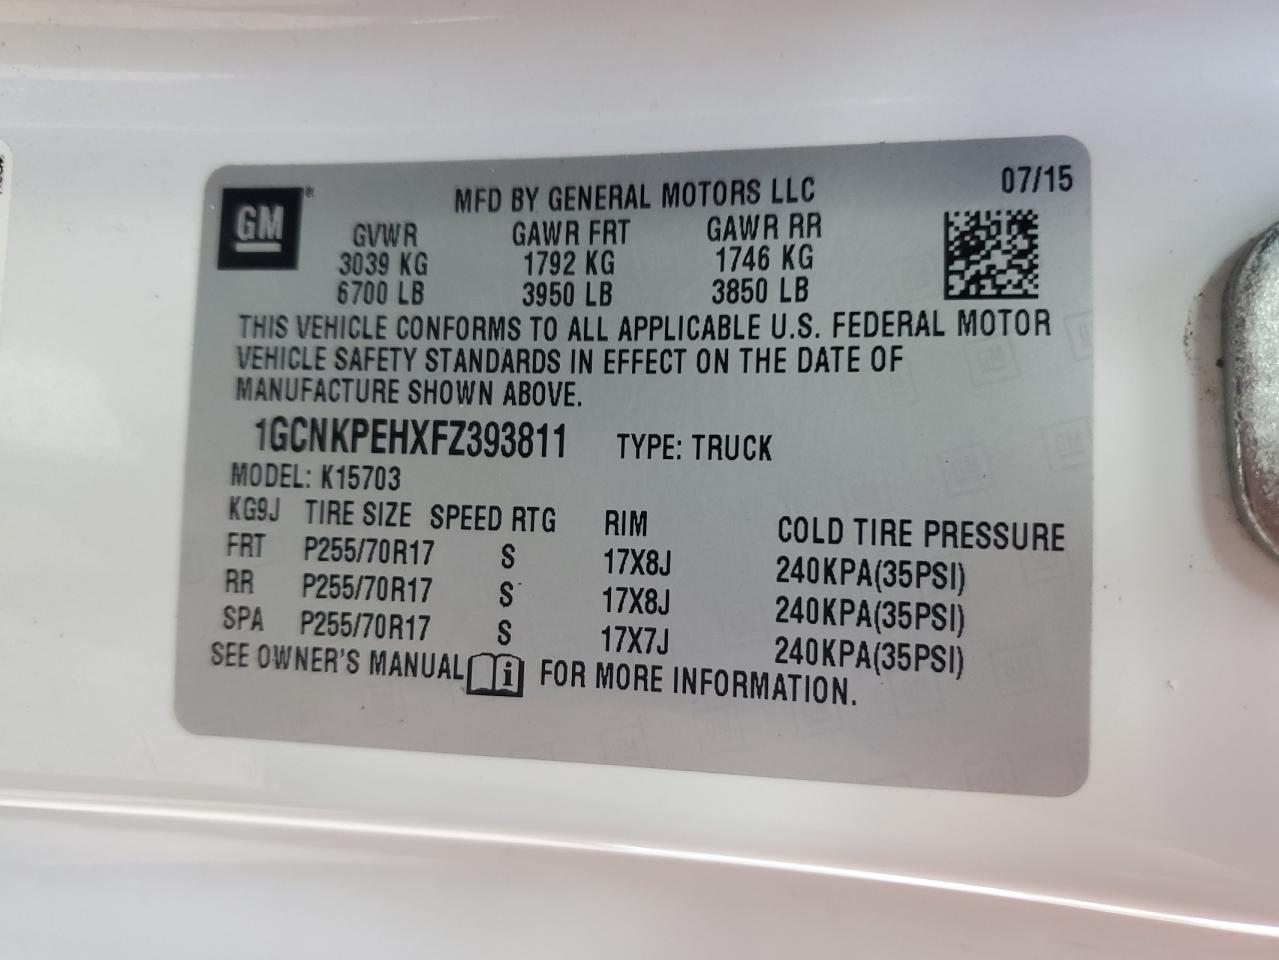 GM®
MFD BY GENERAL MOTORS LLC 07/15
GVWR GAWR FRT GAWR RR
3039 KG 1792 KG 1746 KG
6700 LB 3950 LB 3850 LB
THIS VEHICLE CONFORMS TO ALL APPLICABLE U.S. FEDERAL MOTOR
VEHICLE SAFETY STANDARDS IN EFFECT ON THE DATE OF
MANUFACTURE SHOWN ABOVE.
1GCNKPEHXFZ393811 TYPE: TRUCK
MODEL: K15703
KG9J TIRE SIZE SPEED RTG RIM COLD TIRE PRESSURE
FRT P255/70R17 S 17X8J 240KPA(35PSI)
RR P255/70R17 S 17X8J 240KPA(35PSI)
SPA P255/70R17 S 17X7J 240KPA(35PSI)
SEE OWNER'S MANUAL i FOR MORE INFORMATION.